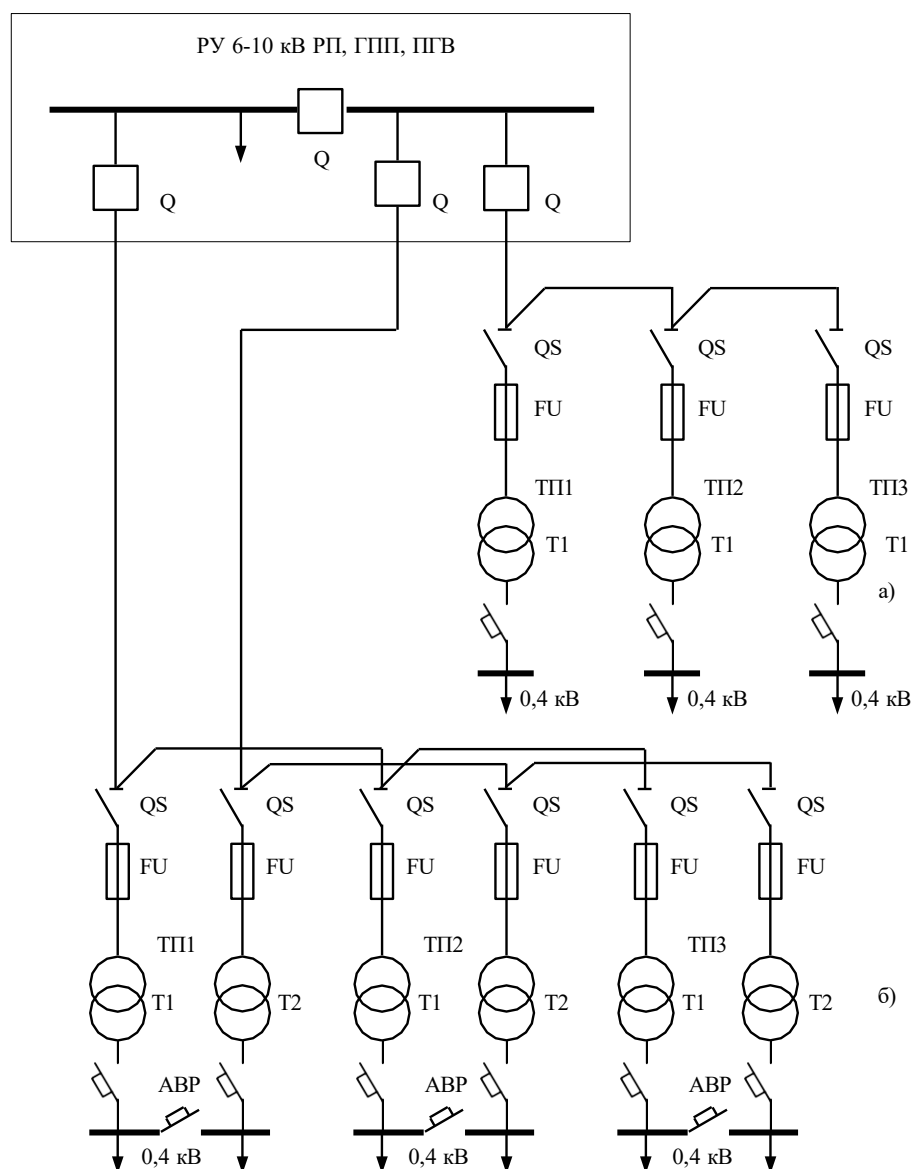 РУ 6-10 кВ РП, ГПП, ПГВ
Q
Q Q Q
QS QS QS
FU FU FU
ТП1 ТП2 ТП3
Т1 Т1 Т1
а)
0,4 кВ 0,4 кВ 0,4 кВ
QS QS QS QS QS QS
FU FU FU FU FU FU
ТП1 ТП2 ТП3
Т1 Т2 Т1 Т2 Т1 Т2
б)
АВР АВР АВР
0,4 кВ 0,4 кВ 0,4 кВ